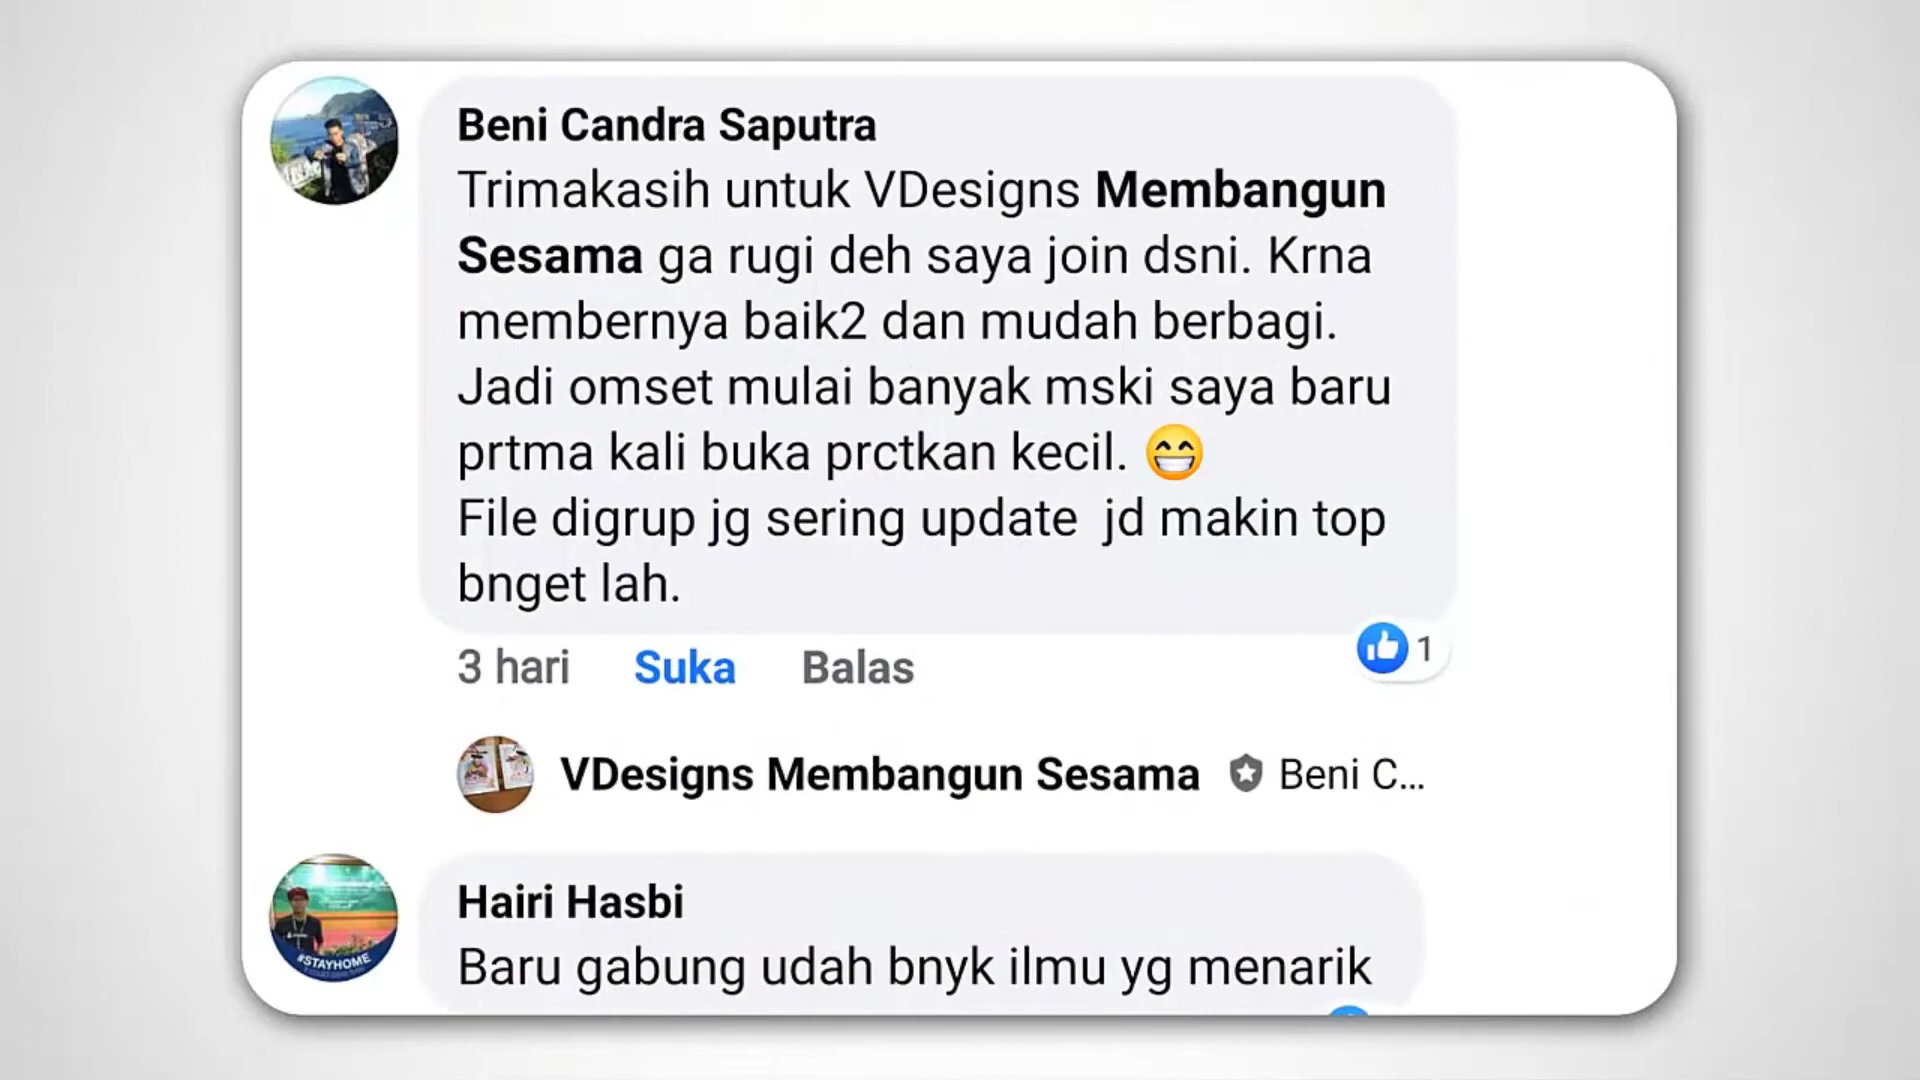 Beni Candra Saputra
Trimakasih untuk VDesigns Membangun
Sesama ga rugi deh saya join dsni. Krna
membernya baik2 dan mudah berbagi.
Jadi omset mulai banyak mski saya baru
prtma kali buka prctkan kecil. 😁
File digrup jg sering update  jd makin top
bnget lah.
3 hari Suka Balas 1
VDesigns Membangun Sesama Beni C...
Hairi Hasbi
Baru gabung udah bnyk ilmu yg menarik
#STAYHOME